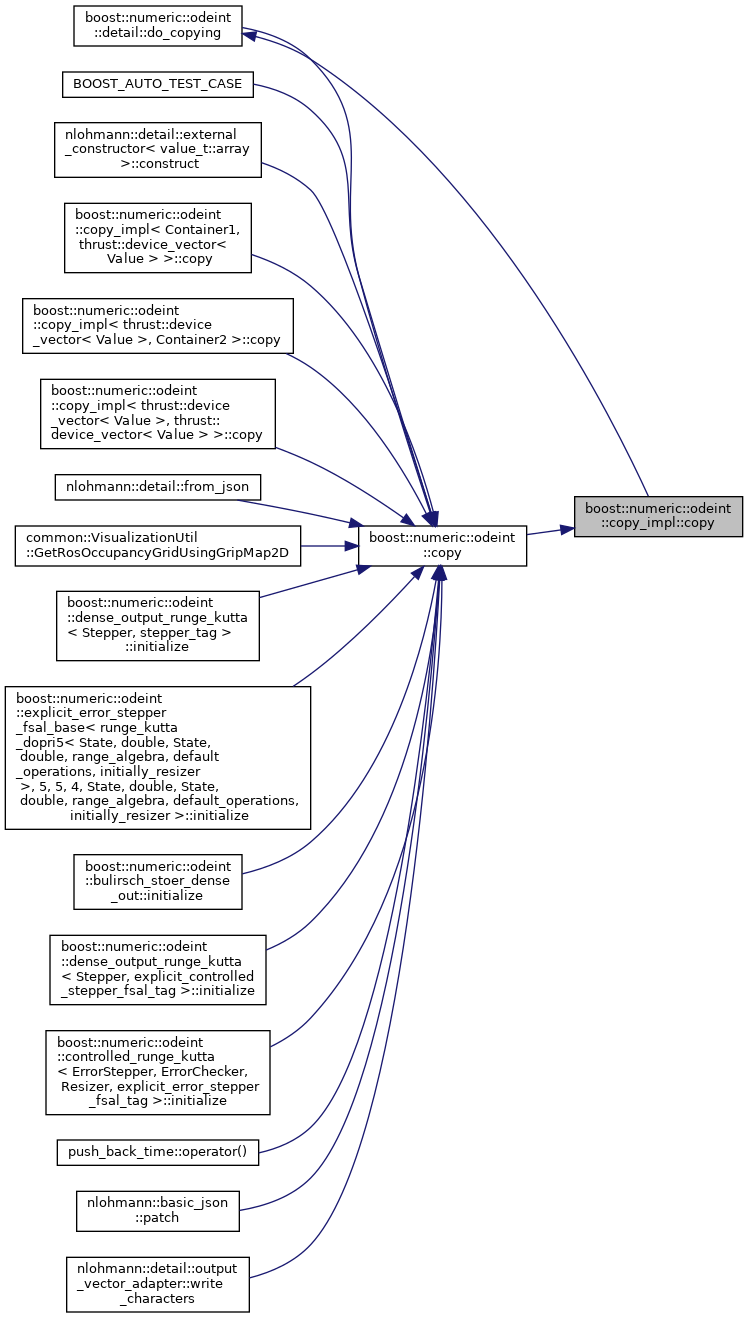 boost::numeric::odeint
::detail::do_copying
BOOST_AUTO_TEST_CASE
nlohmann::detail::external
_constructor< value_t::array
>::construct
boost::numeric::odeint
::copy_impl< Container1,
thrust::device_vector<
Value > >::copy
boost::numeric::odeint
::copy_impl< thrust::device
_vector< Value >, Container2 >::copy
boost::numeric::odeint
::copy_impl< thrust::device
_vector< Value >, thrust::
device_vector< Value > >::copy
nlohmann::detail::from_json
common::VisualizationUtil
::GetRosOccupancyGridUsingGripMap2D
boost::numeric::odeint
::copy
boost::numeric::odeint
::copy_impl::copy
boost::numeric::odeint
::dense_output_runge_kutta
< Stepper, stepper_tag >
::initialize
boost::numeric::odeint
::explicit_error_stepper
_fsal_base< runge_kutta
_dopri5< State, double, State,
double, range_algebra, default
_operations, initially_resizer
>, 5, 5, 4, State, double, State,
double, range_algebra, default_operations,
initially_resizer >::initialize
boost::numeric::odeint
::bulirsch_stoer_dense
_out::initialize
boost::numeric::odeint
::dense_output_runge_kutta
< Stepper, explicit_controlled
_stepper_fsal_tag >::initialize
boost::numeric::odeint
::controlled_runge_kutta
< ErrorStepper, ErrorChecker,
Resizer, explicit_error_stepper
_fsal_tag >::initialize
push_back_time::operator()
nlohmann::basic_json
::patch
nlohmann::detail::output
_vector_adapter::write
_characters